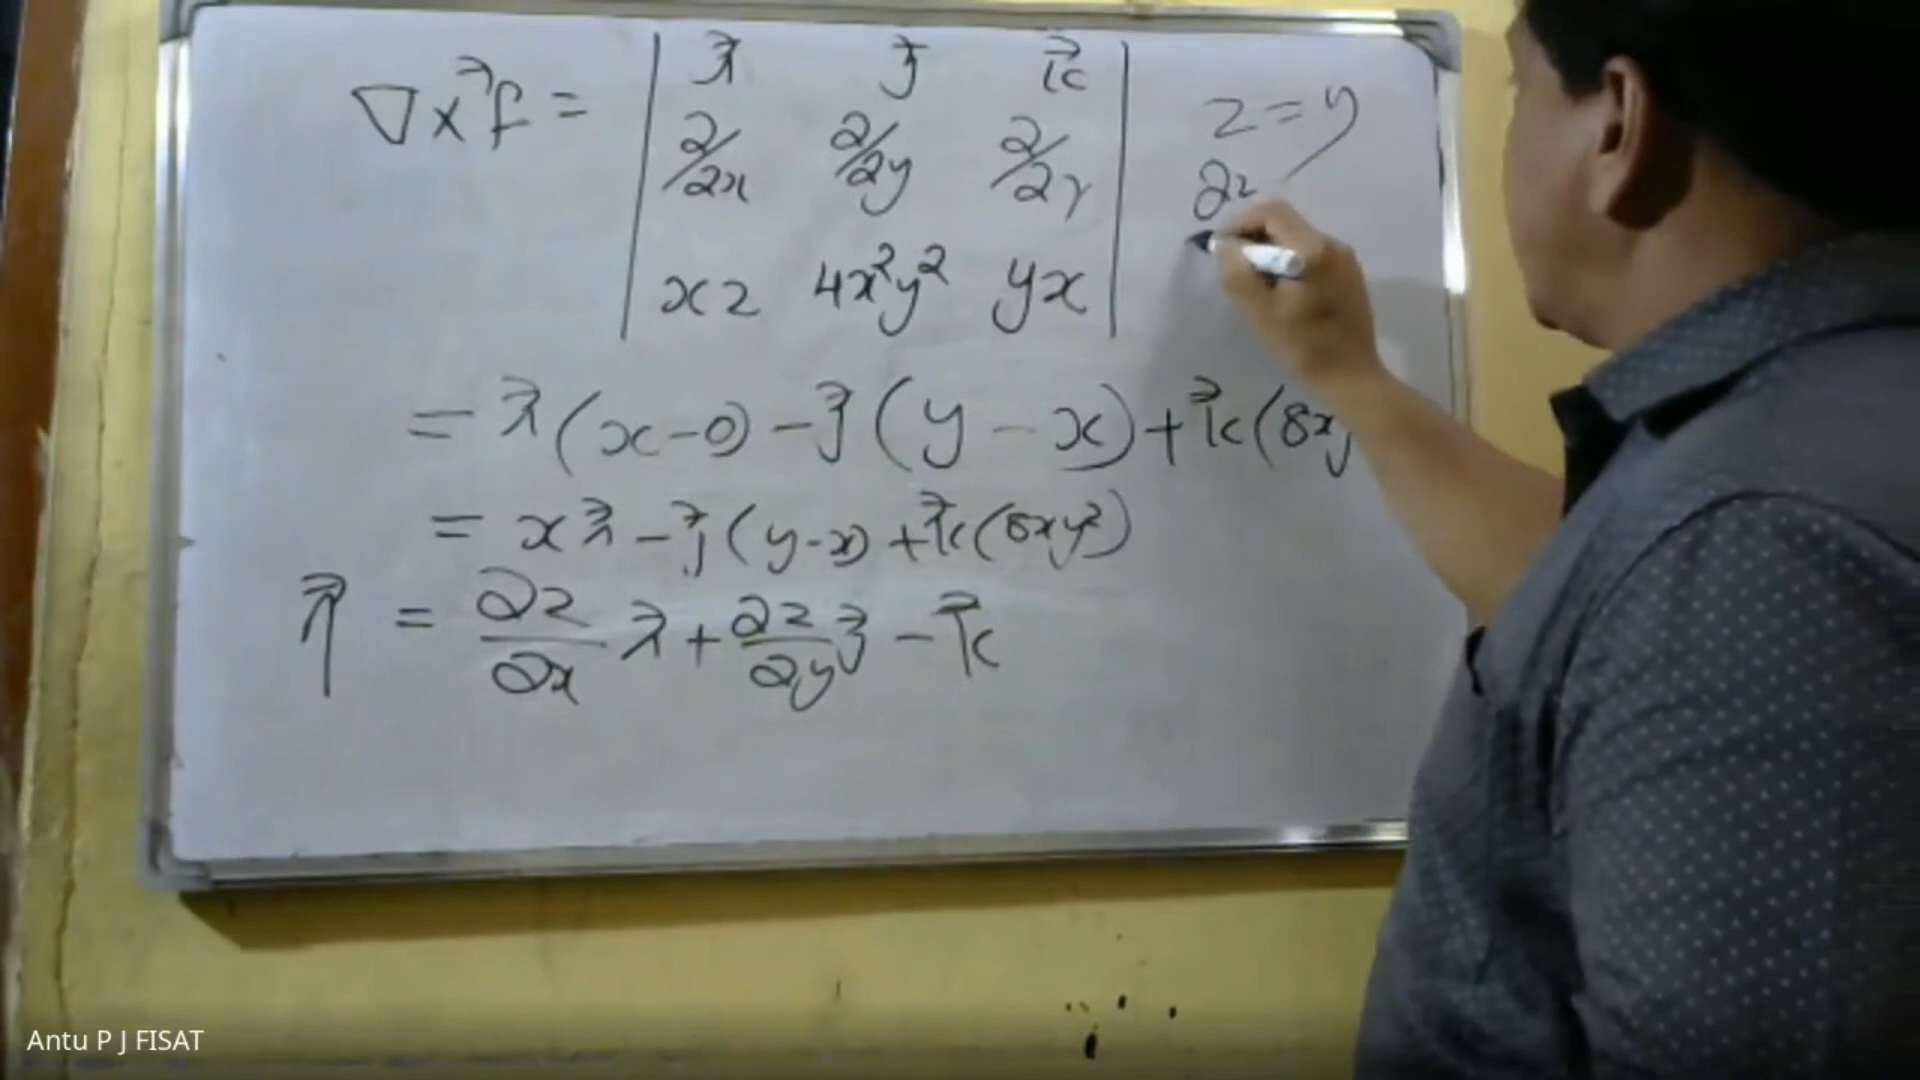 ∇×f⃗ = | i⃗ j⃗ k⃗ |
∂/∂x ∂/∂y ∂/∂z
xz 4x²y² yx
z = y
∂z
= i⃗(x-0) - j⃗(y - x) + k⃗(8xy
= x i⃗ - j⃗(y-x) + k⃗(8xy²)
n⃗ = ∂z/∂x i⃗ + ∂z/∂y j⃗ - k⃗
Antu P J FISAT